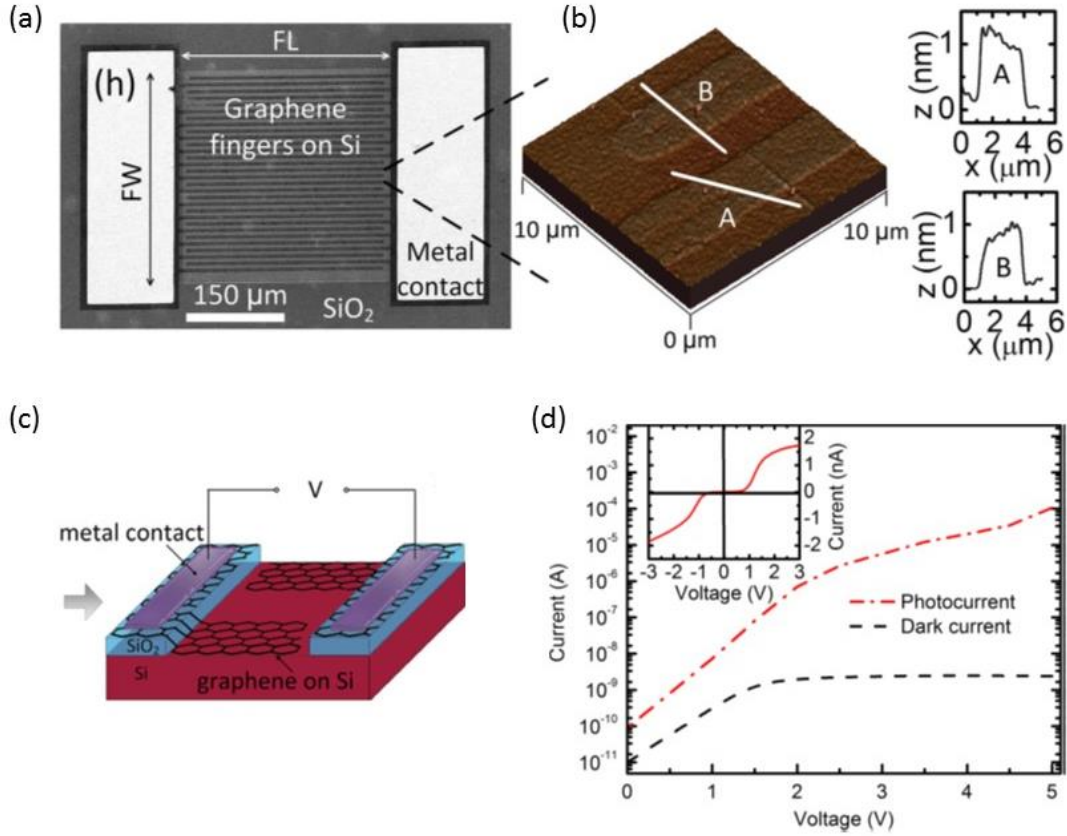 (a)
FL
(h)
Graphene
fingers on Si
FW
Metal
contact
150 µm
SiO2
(b)
B
A
10 µm
10 µm
0 µm
z (nm)
1
0
A
0 2 4 6
x (µm)
z (nm)
1
0
B
0 2 4 6
x (µm)
(c)
V
metal contact
SiO2
Si
graphene on Si
(d)
Current (A)
10-2
10-3
10-4
10-5
10-6
10-7
10-8
10-9
10-10
10-11
0 1 2 3 4 5
Voltage (V)
2
1
0
-1
-2
Current (nA)
-3 -2 -1 0 1 2 3
Voltage (V)
Photocurrent
Dark current